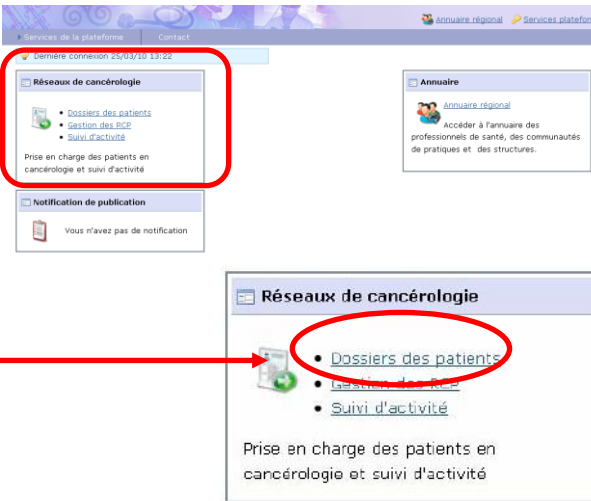 Annuaire régional Services platefor
Services de la plateforme Contact
Dernière connexion 25/03/10 13:22
Réseaux de cancérologie
• Dossiers des patients
• Gestion des RCP
• Suivi d'activité
Prise en charge des patients en
cancérologie et suivi d'activité
Annuaire
Annuaire régional
Accéder à l'annuaire des
professionnels de santé, des communautés
de pratiques et des structures.
Notification de publication
Vous n'avez pas de notification
Réseaux de cancérologie
• Dossiers des patients
• Gestion des RCP
• Suivi d'activité
Prise en charge des patients en
cancérologie et suivi d'activité